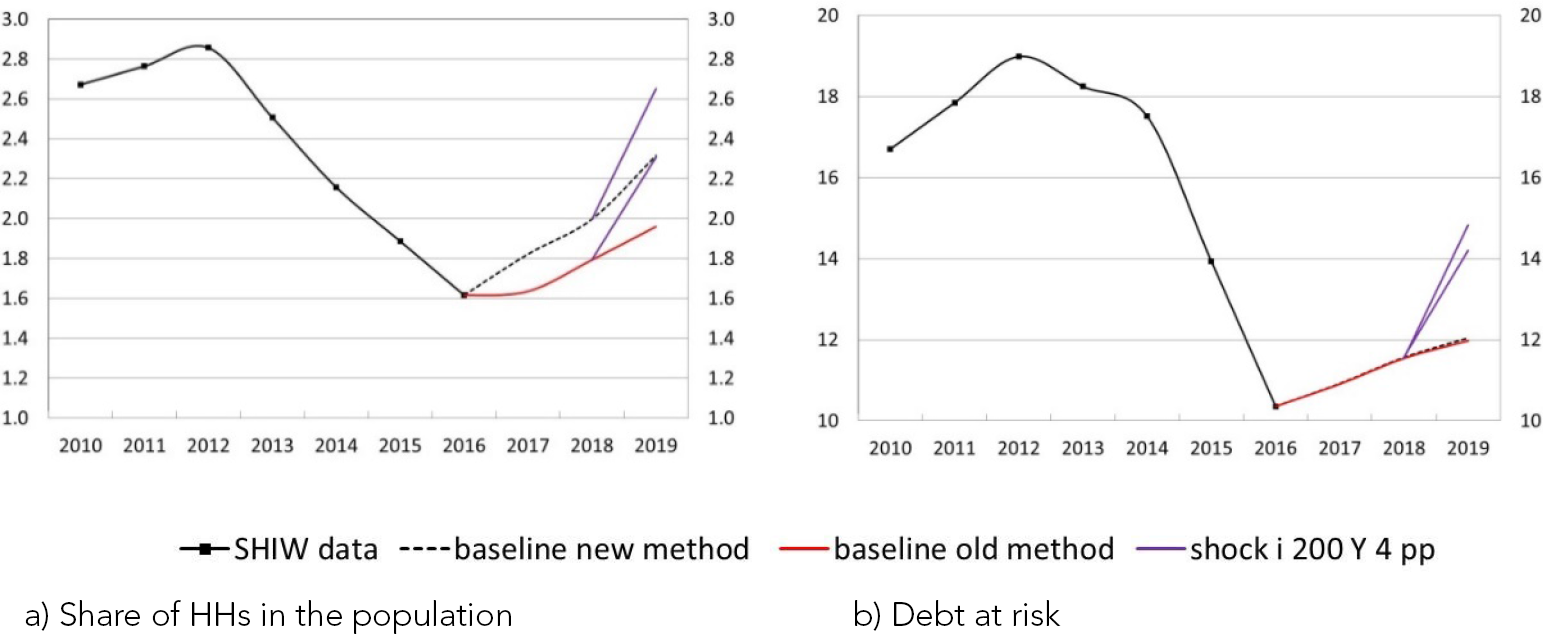 3.0 3.0 20 20
2.8 2.8
2.6 2.6 18 18
2.4 2.4
2.2 2.2 16 16
2.0 2.0
1.8 1.8 14 14
1.6 1.6
1.4 1.4 12 12
1.2 1.2
1.0 1.0 10 10
2010 2011 2012 2013 2014 2015 2016 2017 2018 2019 2010 2011 2012 2013 2014 2015 2016 2017 2018 2019
SHIW data baseline new method baseline old method shock i 200 Y 4 pp
a) Share of HHs in the population b) Debt at risk